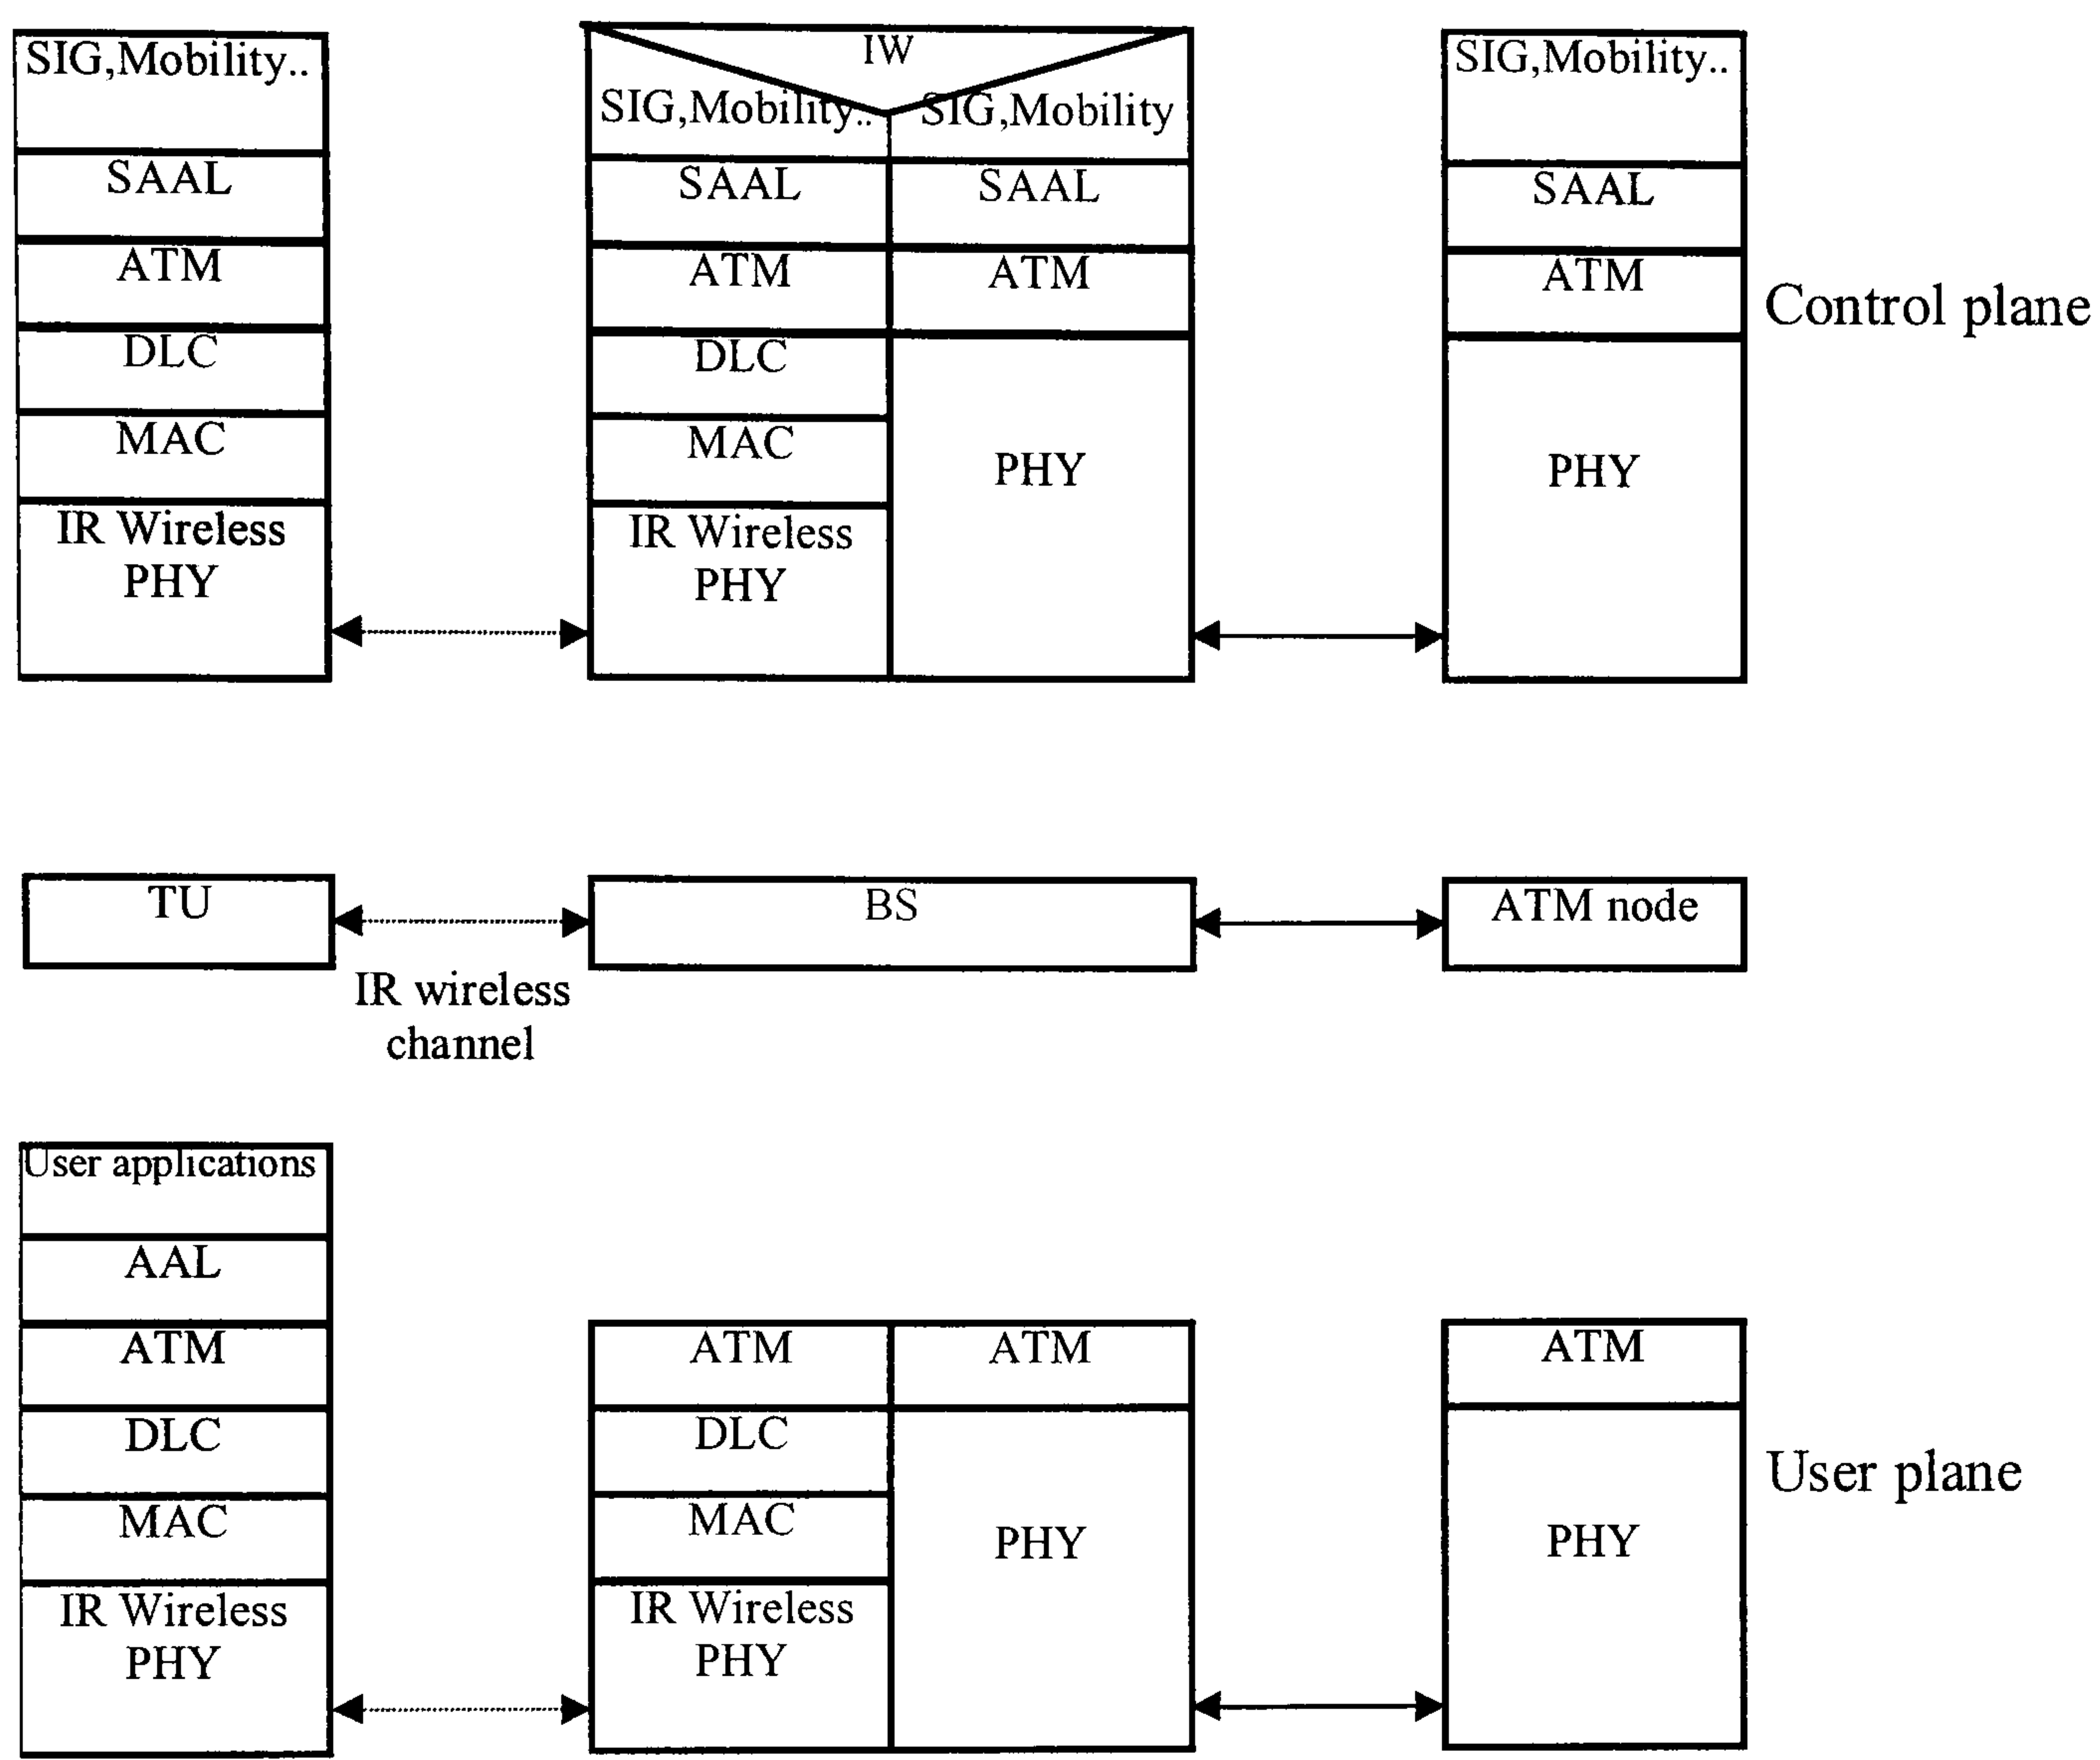 SIG,Mobility..
SAAL
ATM
DLC
MAC
IR Wireless
PHY
IW
SIG,Mobility..
SAAL
ATM
DLC
MAC
IR Wireless
PHY
SIG,Mobility
SAAL
ATM
PHY
SIG,Mobility..
SAAL
ATM
PHY
Control plane
TU
IR wireless
channel
BS
ATM node
User applications
AAL
ATM
DLC
MAC
IR Wireless
PHY
ATM
DLC
MAC
IR Wireless
PHY
ATM
PHY
ATM
PHY
User plane